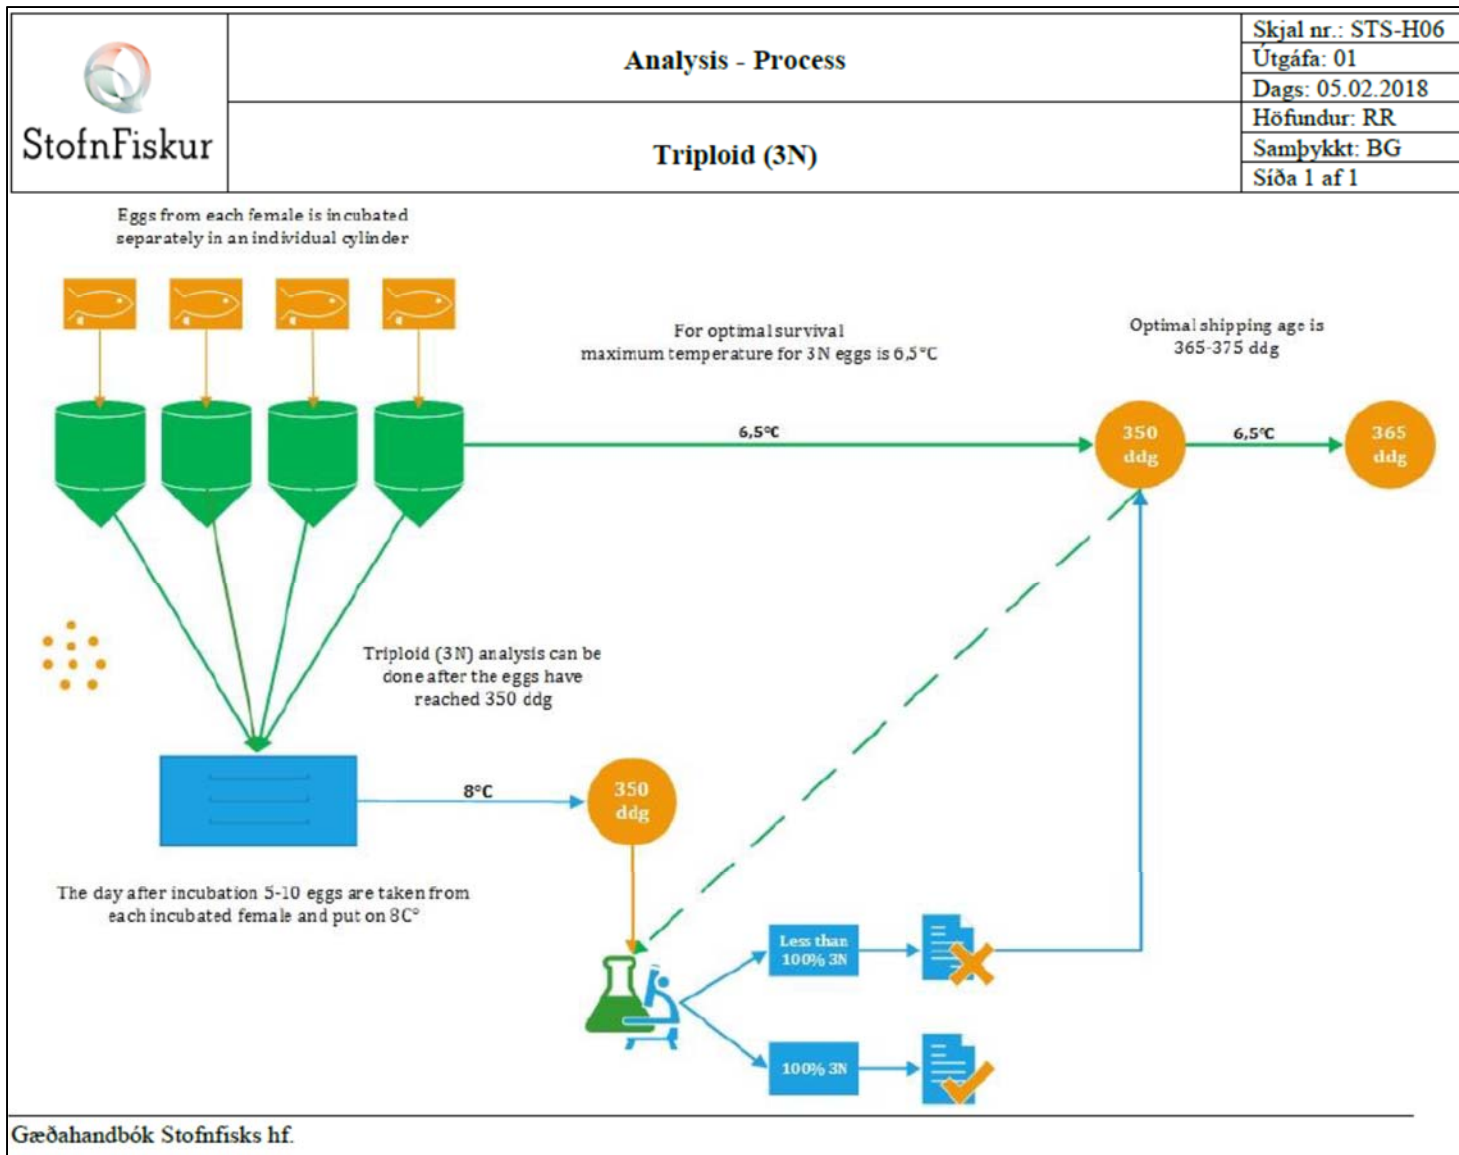 StofnFiskur
Analysis - Process
Triploid (3N)
Skjal nr.: STS-H06
Útgáfa: 01
Dags: 05.02.2018
Höfundur: RR
Samþykkt: BG
Síða 1 af 1
Eggs from each female is incubated
separately in an individual cylinder
For optimal survival
maximum temperature for 3N eggs is 6,5°C
Optimal shipping age is
365-375 ddg
6,5°C
350
ddg
6,5°C
365
ddg
Triploid (3N) analysis can be
done after the eggs have
reached 350 ddg
8°C
350
ddg
The day after incubation 5-10 eggs are taken from
each incubated female and put on 8C°
Less than
100% 3N
100% 3N
Gæðahandbók Stofnfisks hf.